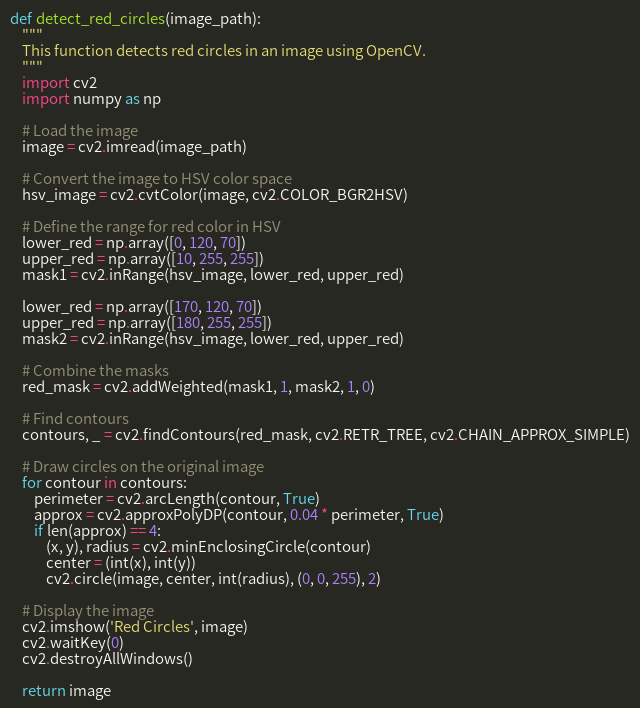 def detect_red_circles(image_path):
    """
    This function detects red circles in an image using OpenCV.
    """
    import cv2
    import numpy as np

    # Load the image
    image = cv2.imread(image_path)

    # Convert the image to HSV color space
    hsv_image = cv2.cvtColor(image, cv2.COLOR_BGR2HSV)

    # Define the range for red color in HSV
    lower_red = np.array([0, 120, 70])
    upper_red = np.array([10, 255, 255])
    mask1 = cv2.inRange(hsv_image, lower_red, upper_red)

    lower_red = np.array([170, 120, 70])
    upper_red = np.array([180, 255, 255])
    mask2 = cv2.inRange(hsv_image, lower_red, upper_red)

    # Combine the masks
    red_mask = cv2.addWeighted(mask1, 1, mask2, 1, 0)

    # Find contours
    contours, _ = cv2.findContours(red_mask, cv2.RETR_TREE, cv2.CHAIN_APPROX_SIMPLE)

    # Draw circles on the original image
    for contour in contours:
        perimeter = cv2.arcLength(contour, True)
        approx = cv2.approxPolyDP(contour, 0.04 * perimeter, True)
        if len(approx) == 4:
            (x, y), radius = cv2.minEnclosingCircle(contour)
            center = (int(x), int(y))
            cv2.circle(image, center, int(radius), (0, 0, 255), 2)

    # Display the image
    cv2.imshow('Red Circles', image)
    cv2.waitKey(0)
    cv2.destroyAllWindows()

    return image